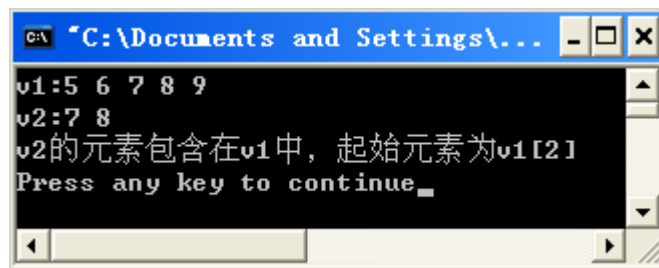 "C:\Documents and Settings\...
v1:5 6 7 8 9
v2:7 8
v2的元素包含在v1中，起始元素为v1[2]
Press any key to continue_